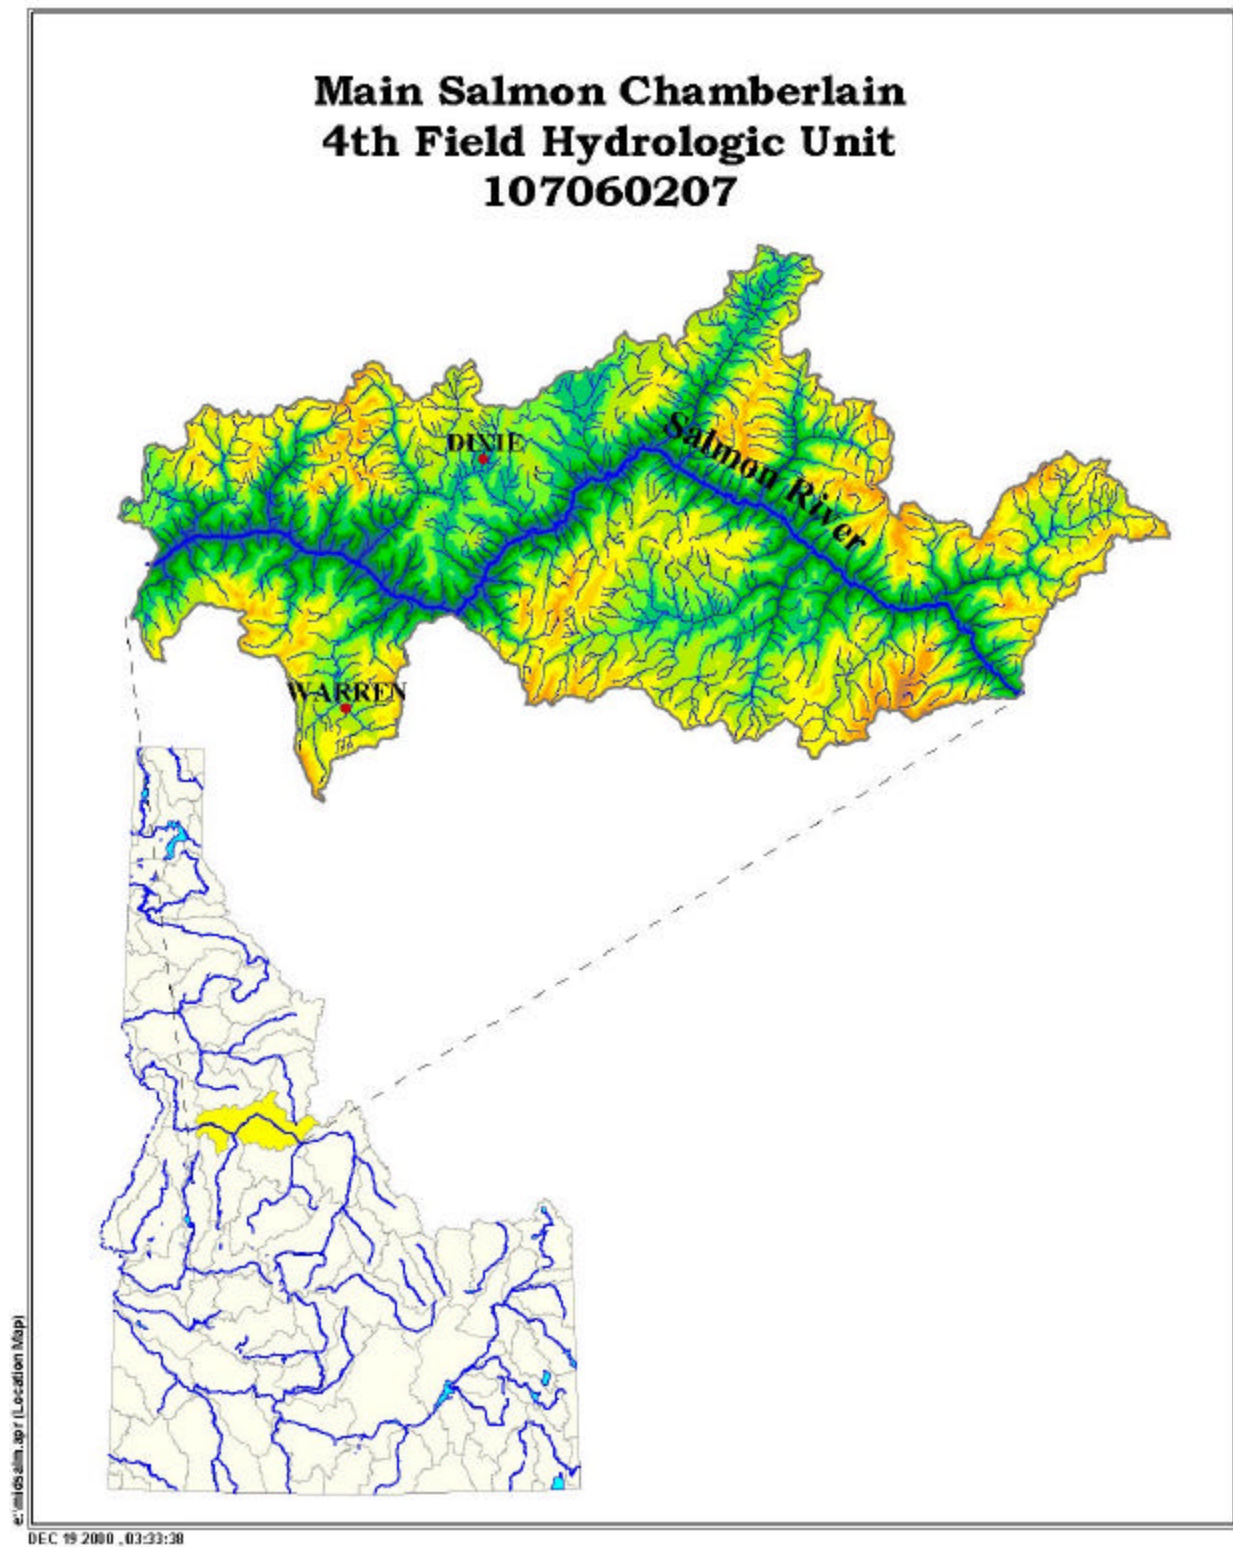 Main Salmon Chamberlain
4th Field Hydrologic Unit
107060207
DIXIE
Salmon River
WARREN
e:\midsalm.apr (Location Map)
DEC 19 2000 , 03:33:38